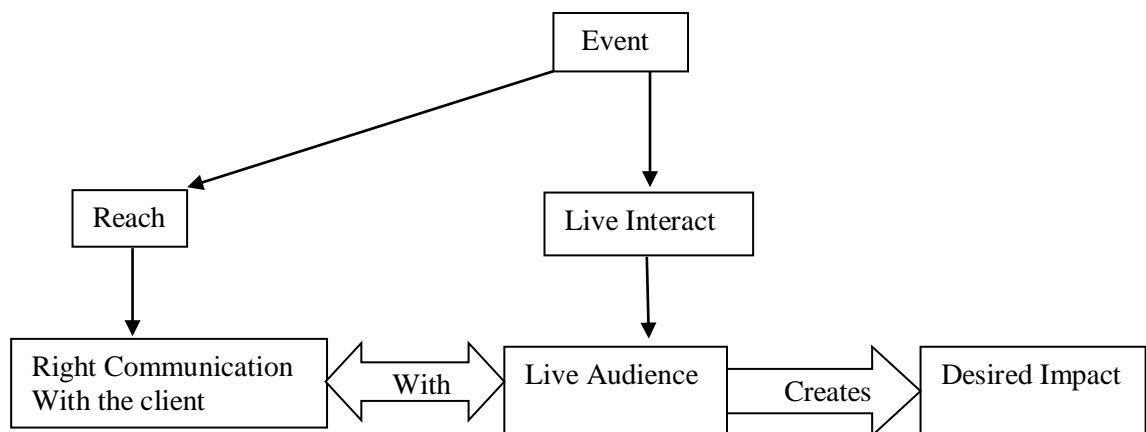 Event
Reach
Live Interact
Right Communication
With the client
With
Live Audience
Creates
Desired Impact